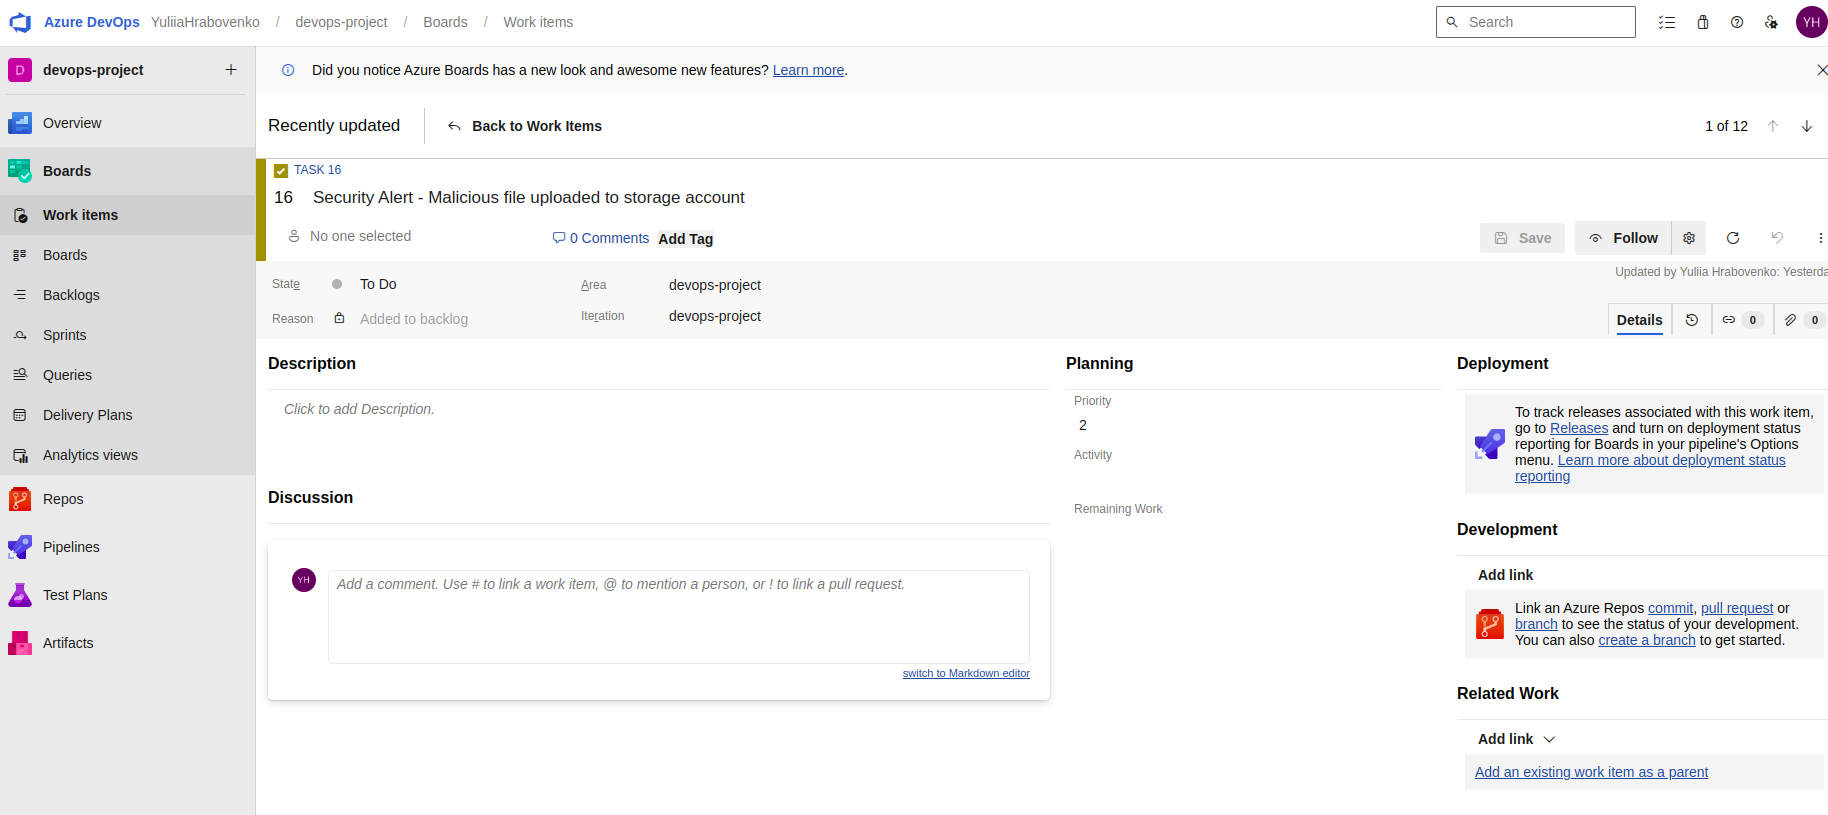 Azure DevOps YuliiaHrabovenko / devops-project / Boards / Work items
Search
YH
D devops-project +
Did you notice Azure Boards has a new look and awesome new features? Learn more.
Recently updated
Back to Work Items
1 of 12
Overview
Boards
Work items
Boards
Backlogs
Sprints
Queries
Delivery Plans
Analytics views
Repos
Pipelines
Test Plans
Artifacts
TASK 16
16 Security Alert - Malicious file uploaded to storage account
No one selected
0 Comments
Add Tag
Save
Follow
State
To Do
Area
devops-project
Updated by Yuliia Hrabovenko: Yesterda
Reason
Added to backlog
Iteration
devops-project
Details
0
0
Description
Click to add Description.
Discussion
YH
Add a comment. Use # to link a work item, @ to mention a person, or ! to link a pull request.
switch to Markdown editor
Planning
Priority
2
Activity
Remaining Work
Deployment
To track releases associated with this work item,
go to Releases and turn on deployment status
reporting for Boards in your pipeline's Options
menu. Learn more about deployment status
reporting
Development
Add link
Link an Azure Repos commit, pull request or
branch to see the status of your development.
You can also create a branch to get started.
Related Work
Add link
Add an existing work item as a parent